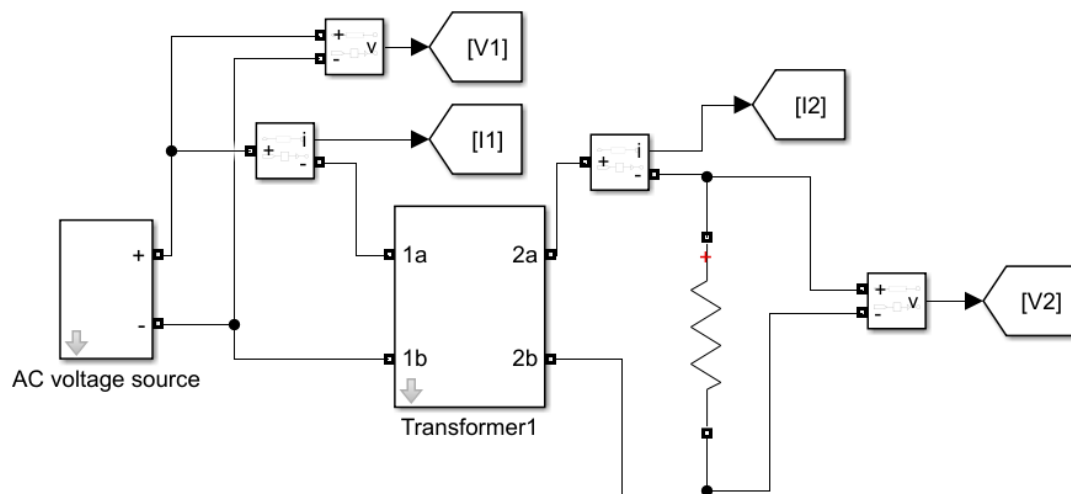 +
-
v
[V1]
+
i
-
[I1]
+
i
-
[I2]
+
-
AC voltage source
1a
2a
1b
2b
Transformer1
+
+
-
v
[V2]